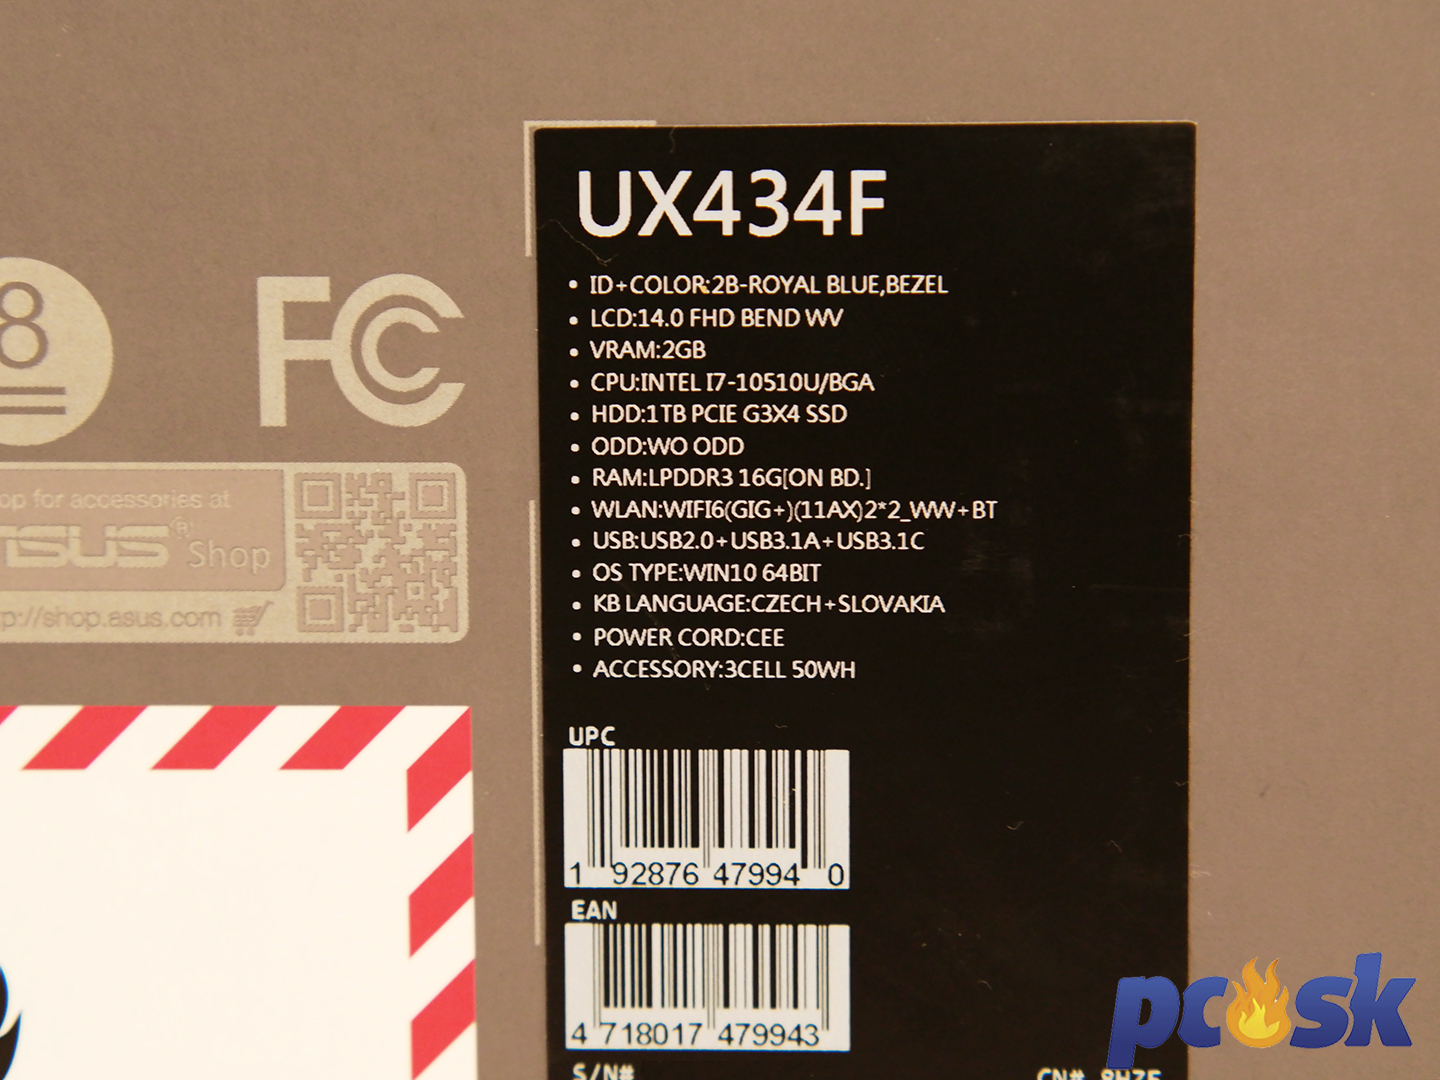 UX434F
• ID+COLOR:2B-ROYAL BLUE,BEZEL
• LCD:14.0 FHD BEND WV
• VRAM:2GB
• CPU:INTEL I7-10510U/BGA
• HDD:1TB PCIE G3X4 SSD
• ODD:WO ODD
• RAM:LPDDR3 16G[ON BD.]
• WLAN:WIFI6(GIG+)(11AX)2*2_WW+BT
• USB:USB2.0+USB3.1A+USB3.1C
• OS TYPE:WIN10 64BIT
• KB LANGUAGE:CZECH+SLOVAKIA
• POWER CORD:CEE
• ACCESSORY:3CELL 50WH
UPC
1 92876 47994 0
EAN
4 718017 479943
S/N#
CN#
8
FC
op for accessories at
ASUS® Shop
p://shop.asus.com
pcosk